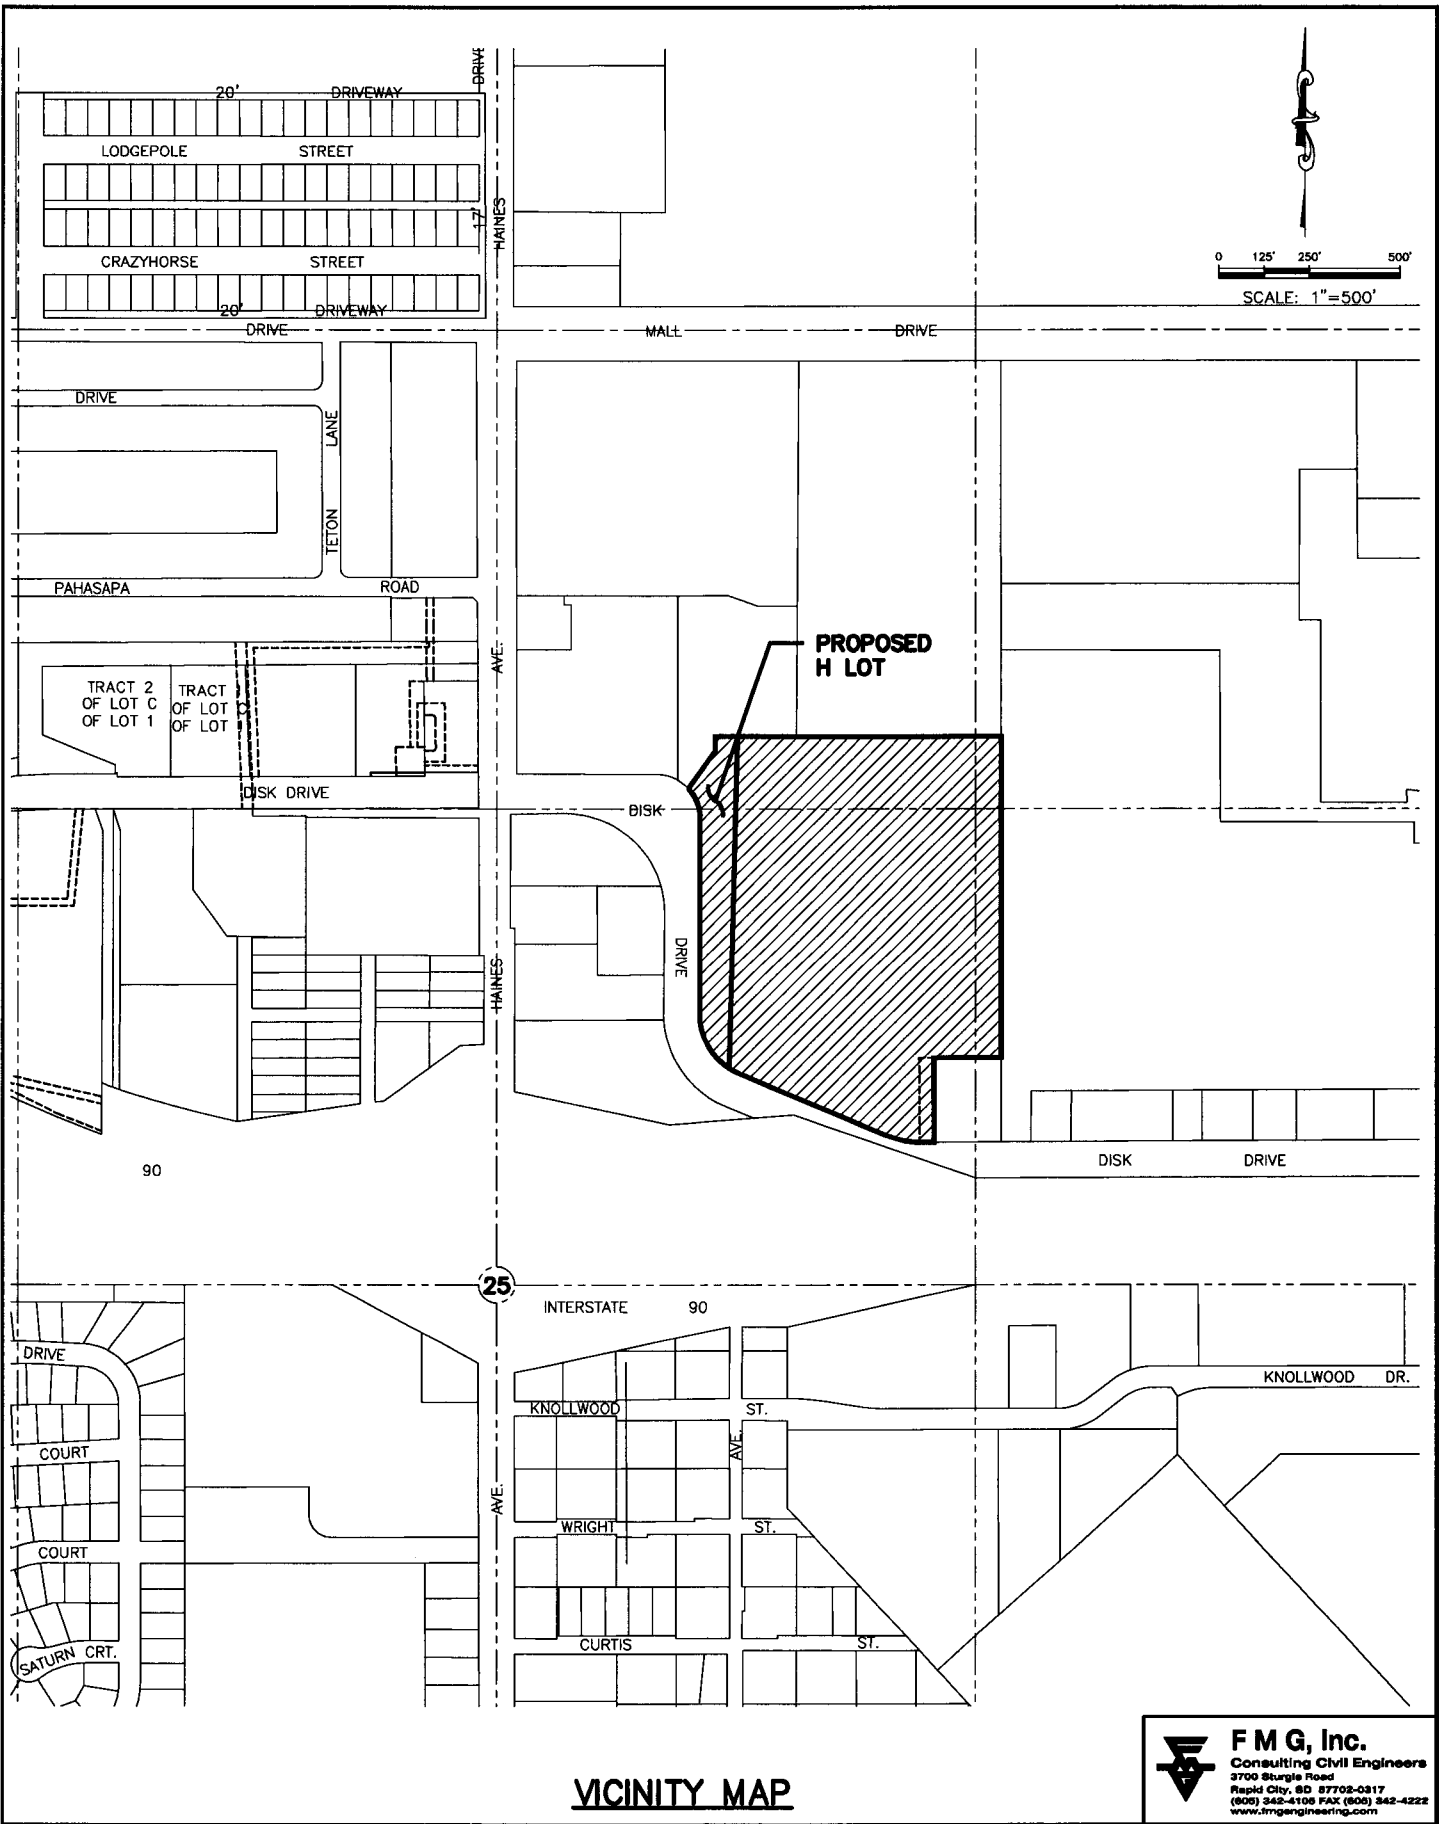 DRIVE
20' DRIVEWAY
LODGEPOLE STREET
17'
HAINES
CRAZYHORSE STREET
20' DRIVEWAY
0 125' 250' 500'
SCALE: 1"=500'
DRIVE MALL DRIVE
DRIVE
TETON LANE
PAHASAPA ROAD
AVE.
PROPOSED
H LOT
TRACT 2
OF LOT C
OF LOT 1
TRACT
OF LOT
OF LOT
DISK DRIVE
DISK
DRIVE
HAINES
DISK DRIVE
90
25
INTERSTATE 90
DRIVE
KNOLLWOOD DR.
KNOLLWOOD ST.
AVE.
COURT
AVE.
WRIGHT ST.
COURT
CURTIS ST.
SATURN CRT.
VICINITY MAP
F M G, Inc.
Consulting Civil Engineers
3700 Sturgis Road
Rapid City, SD 57702-0317
(605) 342-4105 FAX (605) 342-4222
www.fmgengineering.com